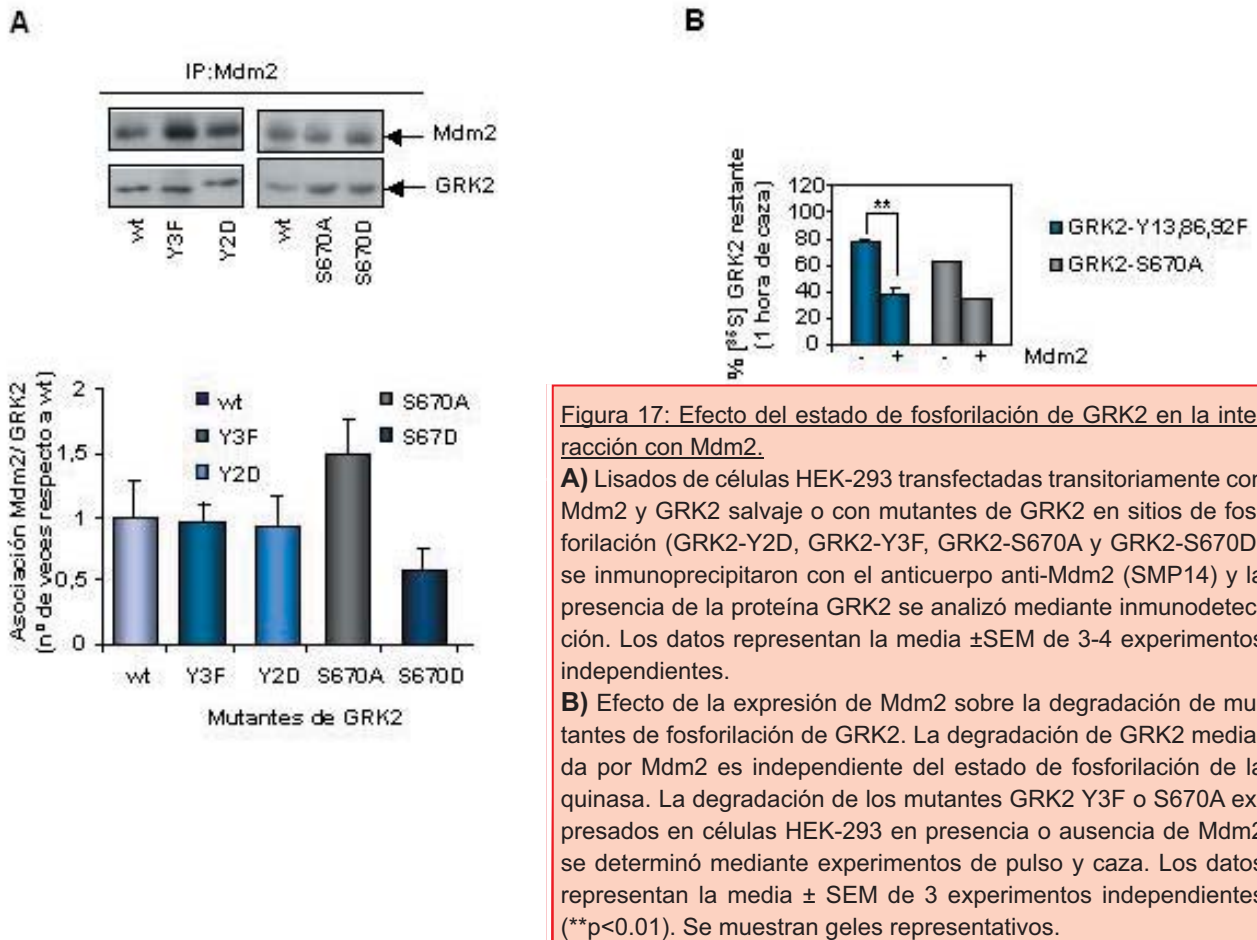 A
IP:Mdm2
Mdm2
GRK2
wt
Y3F
Y2D
wt
S670A
S670D
Asociación Mdm2/ GRK2
(nº de veces respecto a wt)
2
1,5
1
0,5
0
wt
Y3F
Y2D
S670A
S67D
wt Y3F Y2D S670A S670D
Mutantes de GRK2
B
% [³⁵S] GRK2 restante
(1 hora de caza)
120
100
80
60
40
20
0
**
- + - + Mdm2
GRK2-Y13,86,92F
GRK2-S670A
Figura 17: Efecto del estado de fosforilación de GRK2 en la inte
racción con Mdm2.
A) Lisados de células HEK-293 transfectadas transitoriamente con
Mdm2 y GRK2 salvaje o con mutantes de GRK2 en sitios de fos
forilación (GRK2-Y2D, GRK2-Y3F, GRK2-S670A y GRK2-S670D
se inmunoprecipitaron con el anticuerpo anti-Mdm2 (SMP14) y la
presencia de la proteína GRK2 se analizó mediante inmunodetec
ción. Los datos representan la media ±SEM de 3-4 experimentos
independientes.
B) Efecto de la expresión de Mdm2 sobre la degradación de mu
tantes de fosforilación de GRK2. La degradación de GRK2 media
da por Mdm2 es independiente del estado de fosforilación de la
quinasa. La degradación de los mutantes GRK2 Y3F o S670A ex
presados en células HEK-293 en presencia o ausencia de Mdm2
se determinó mediante experimentos de pulso y caza. Los datos
representan la media ± SEM de 3 experimentos independientes
(**p<0.01). Se muestran geles representativos.